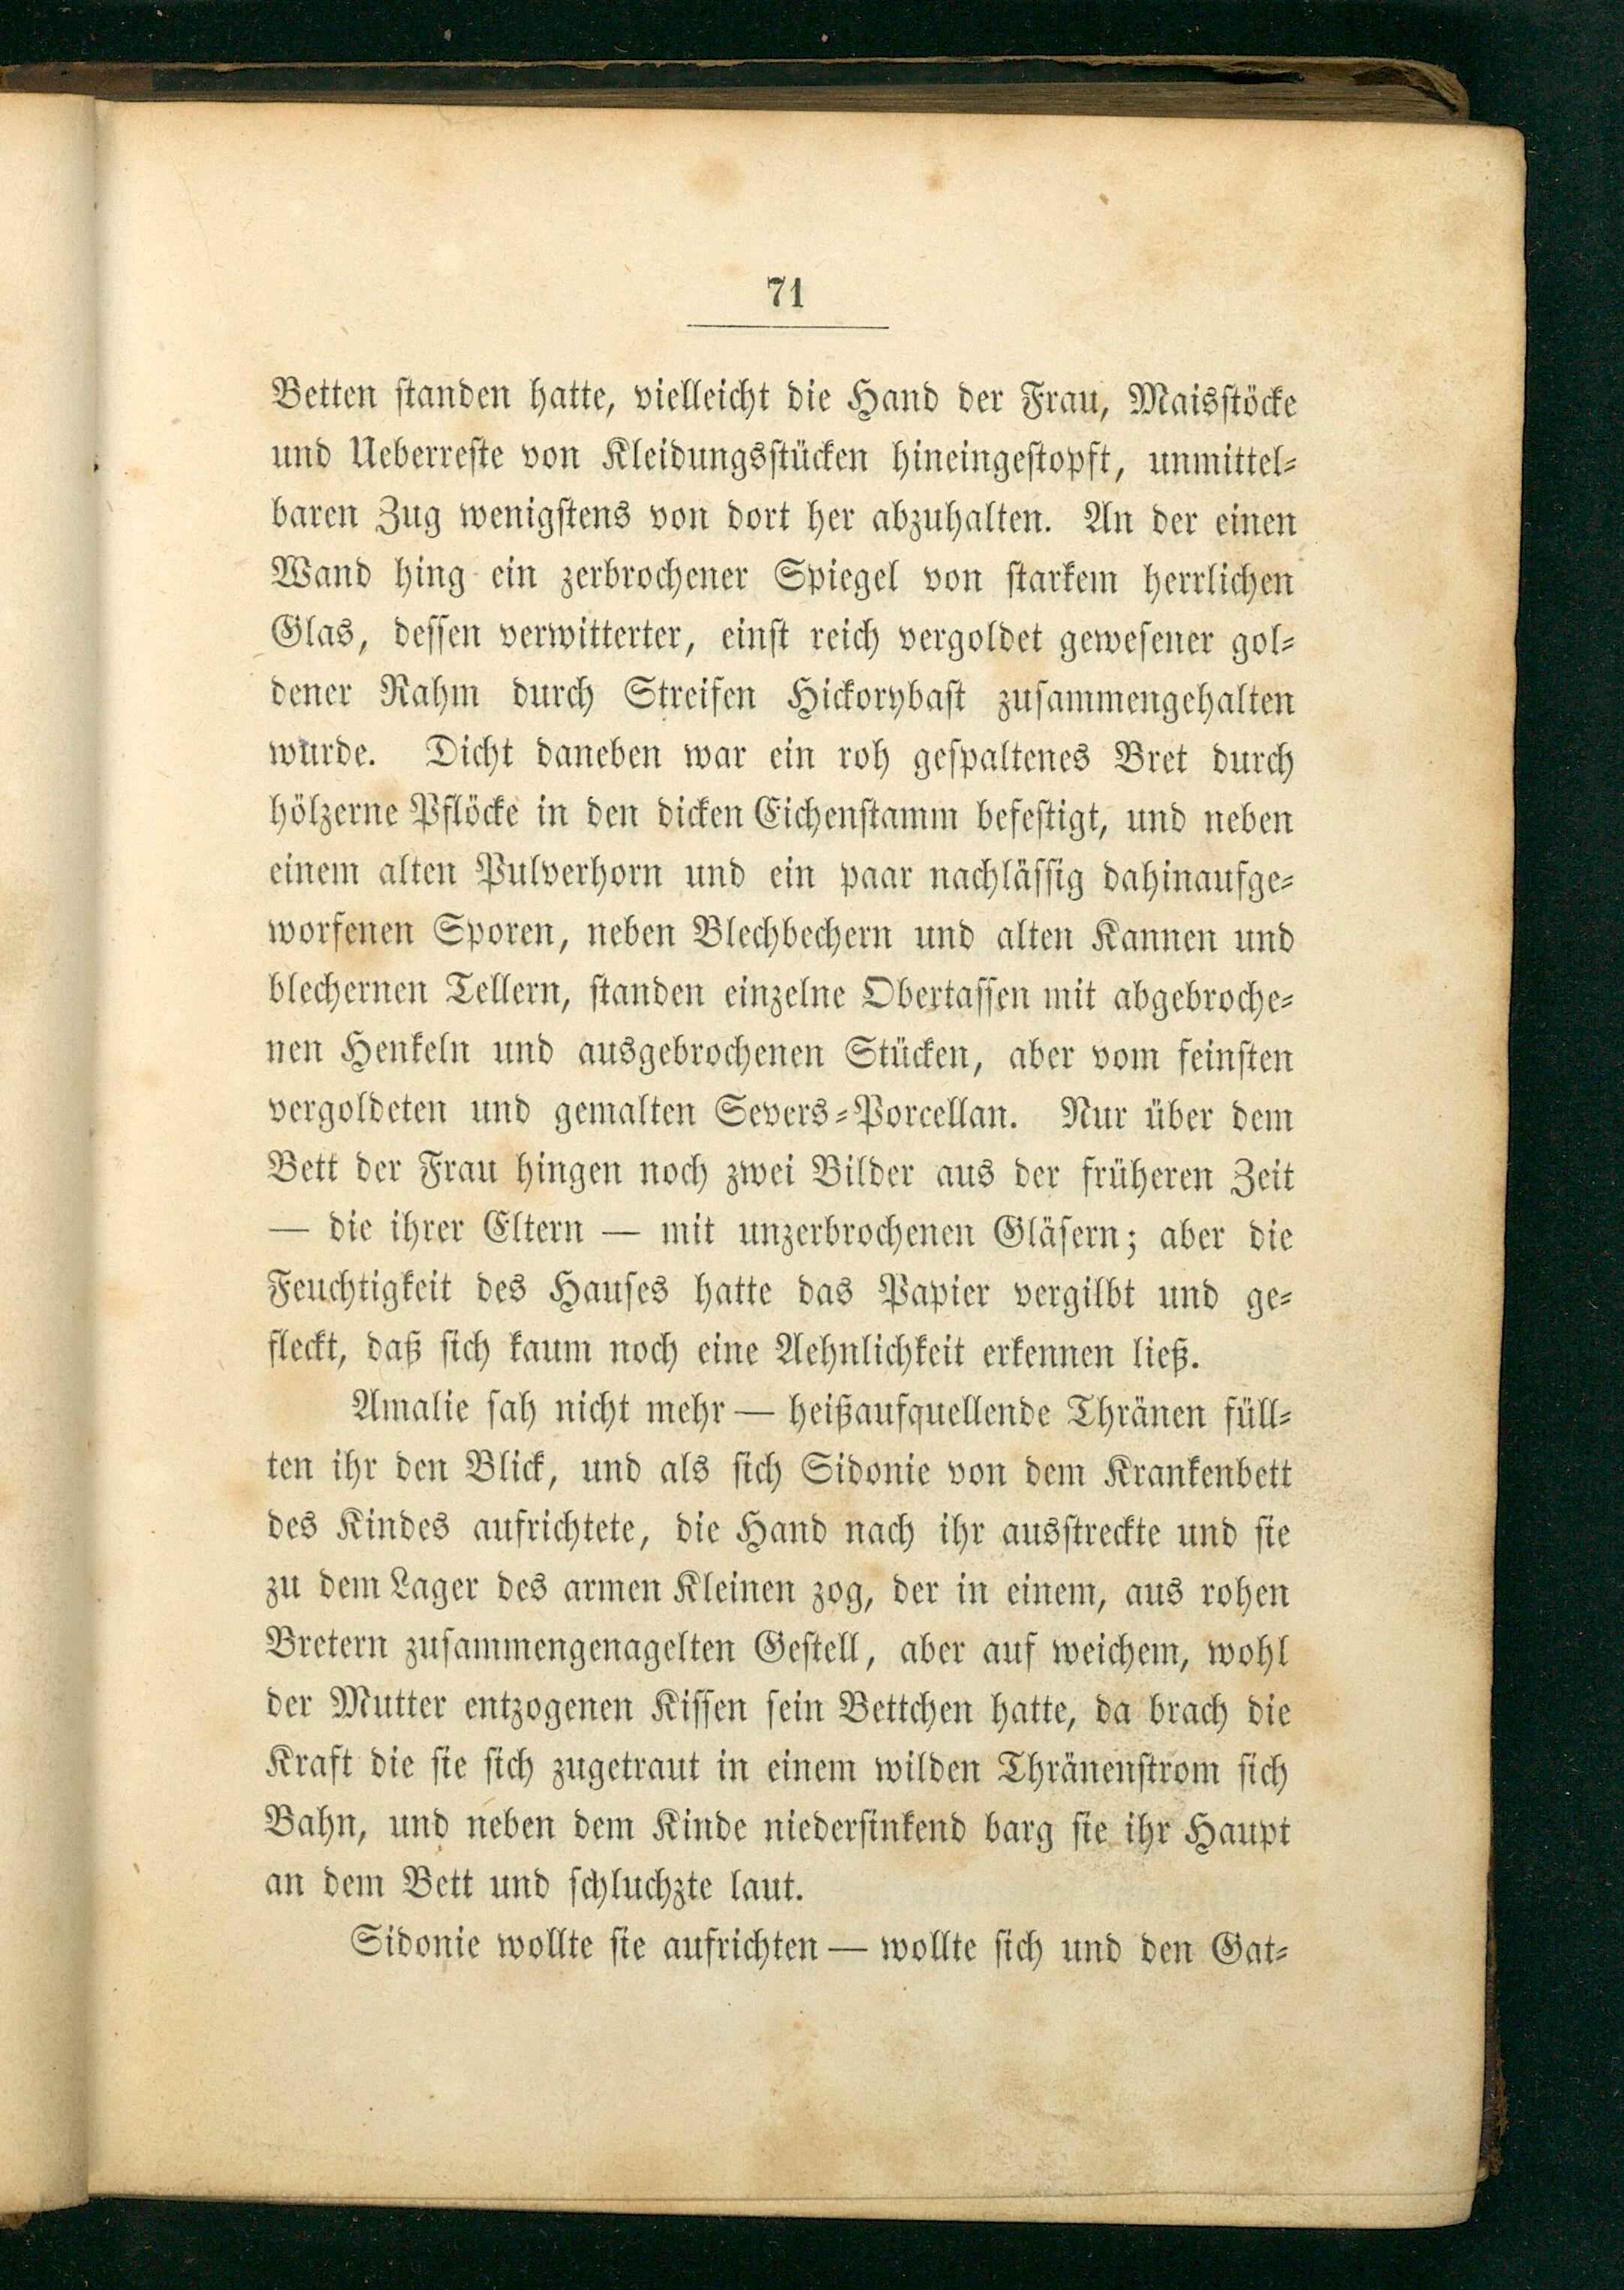 71
Betten standen hatte, vielleicht die Hand der Frau, Maisstöcke
und Ueberreste von Kleidungsstücken hineingestopft, unmittel-
baren Zug wenigstens von dort her abzuhalten. An der einen
Wand hing ein zerbrochener Spiegel von starkem herrlichen
Glas, dessen verwitterter, einst reich vergoldet gewesener gol-
dener Rahm durch Streifen Hickorybast zusammengehalten
wurde. Dicht daneben war ein roh gespaltenes Bret durch
hölzerne Pflöcke in den dicken Eichenstamm befestigt, und neben
einem alten Pulverhorn und ein paar nachlässig dahinaufge-
worfenen Sporen, neben Blechbechern und alten Kannen und
blechernen Tellern, standen einzelne Obertassen mit abgebroche-
nen Henkeln und ausgebrochenen Stücken, aber vom feinsten
vergoldeten und gemalten Severs-Porcellan. Nur über dem
Bett der Frau hingen noch zwei Bilder aus der früheren Zeit
— die ihrer Eltern — mit unzerbrochenen Gläsern; aber die
Feuchtigkeit des Hauses hatte das Papier vergilbt und ge-
fleckt, daß sich kaum noch eine Aehnlichkeit erkennen ließ.
Amalie sah nicht mehr — heißaufquellende Thränen füll-
ten ihr den Blick, und als sich Sidonie von dem Krankenbett
des Kindes aufrichtete, die Hand nach ihr ausstreckte und sie
zu dem Lager des armen Kleinen zog, der in einem, aus rohen
Bretern zusammengenagelten Gestell, aber auf weichem, wohl
der Mutter entzogenen Kissen sein Bettchen hatte, da brach die
Kraft die sie sich zugetraut in einem wilden Thränenstrom sich
Bahn, und neben dem Kinde niedersinkend barg sie ihr Haupt
an dem Bett und schluchzte laut.
Sidonie wollte sie aufrichten — wollte sich und den Gat-